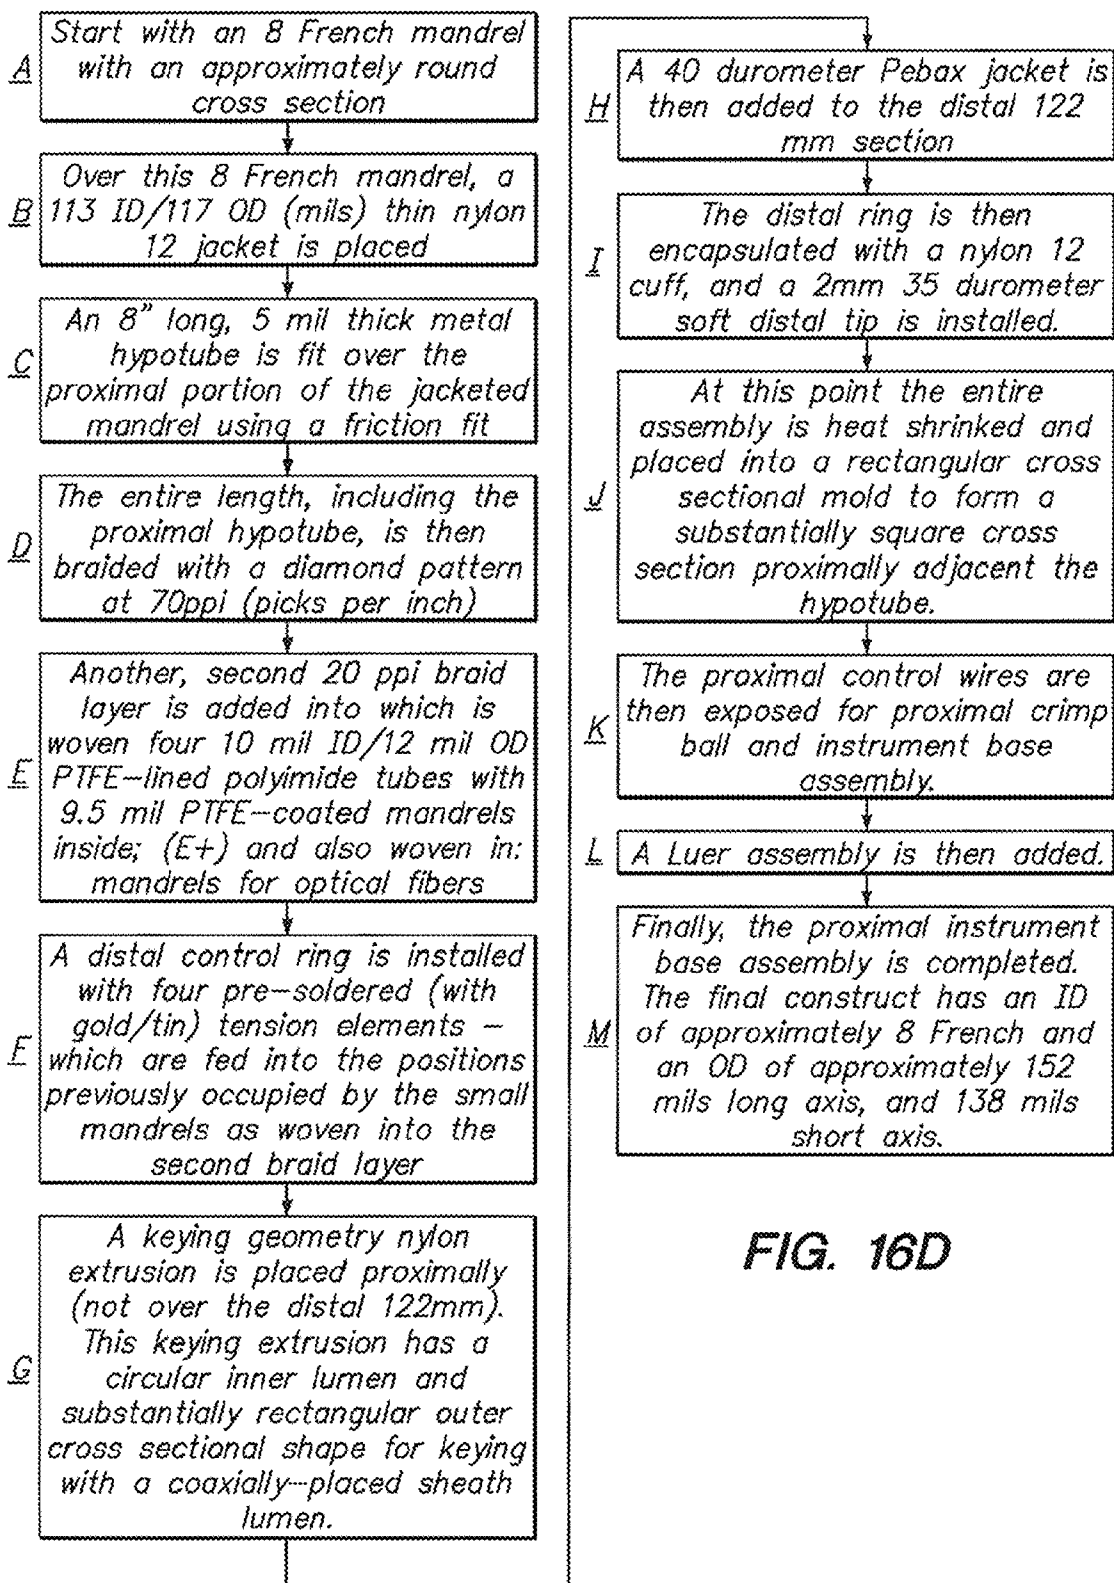 A
Start with an 8 French mandrel
with an approximately round
cross section
B
Over this 8 French mandrel, a
113 ID/117 OD (mils) thin nylon
12 jacket is placed
C
An 8" long, 5 mil thick metal
hypotube is fit over the
proximal portion of the jacketed
mandrel using a friction fit
D
The entire length, including the
proximal hypotube, is then
braided with a diamond pattern
at 70ppi (picks per inch)
E
Another, second 20 ppi braid
layer is added into which is
woven four 10 mil ID/12 mil OD
PTFE-lined polyimide tubes with
9.5 mil PTFE-coated mandrels
inside; (E+) and also woven in:
mandrels for optical fibers
F
A distal control ring is installed
with four pre-soldered (with
gold/tin) tension elements -
which are fed into the positions
previously occupied by the small
mandrels as woven into the
second braid layer
G
A keying geometry nylon
extrusion is placed proximally
(not over the distal 122mm).
This keying extrusion has a
circular inner lumen and
substantially rectangular outer
cross sectional shape for keying
with a coaxially-placed sheath
lumen.
H
A 40 durometer Pebax jacket is
then added to the distal 122
mm section
I
The distal ring is then
encapsulated with a nylon 12
cuff, and a 2mm 35 durometer
soft distal tip is installed.
J
At this point the entire
assembly is heat shrinked and
placed into a rectangular cross
sectional mold to form a
substantially square cross
section proximally adjacent the
hypotube.
K
The proximal control wires are
then exposed for proximal crimp
ball and instrument base
assembly.
L
A Luer assembly is then added.
M
Finally, the proximal instrument
base assembly is completed.
The final construct has an ID
of approximately 8 French and
an OD of approximately 152
mils long axis, and 138 mils
short axis.
FIG. 16D